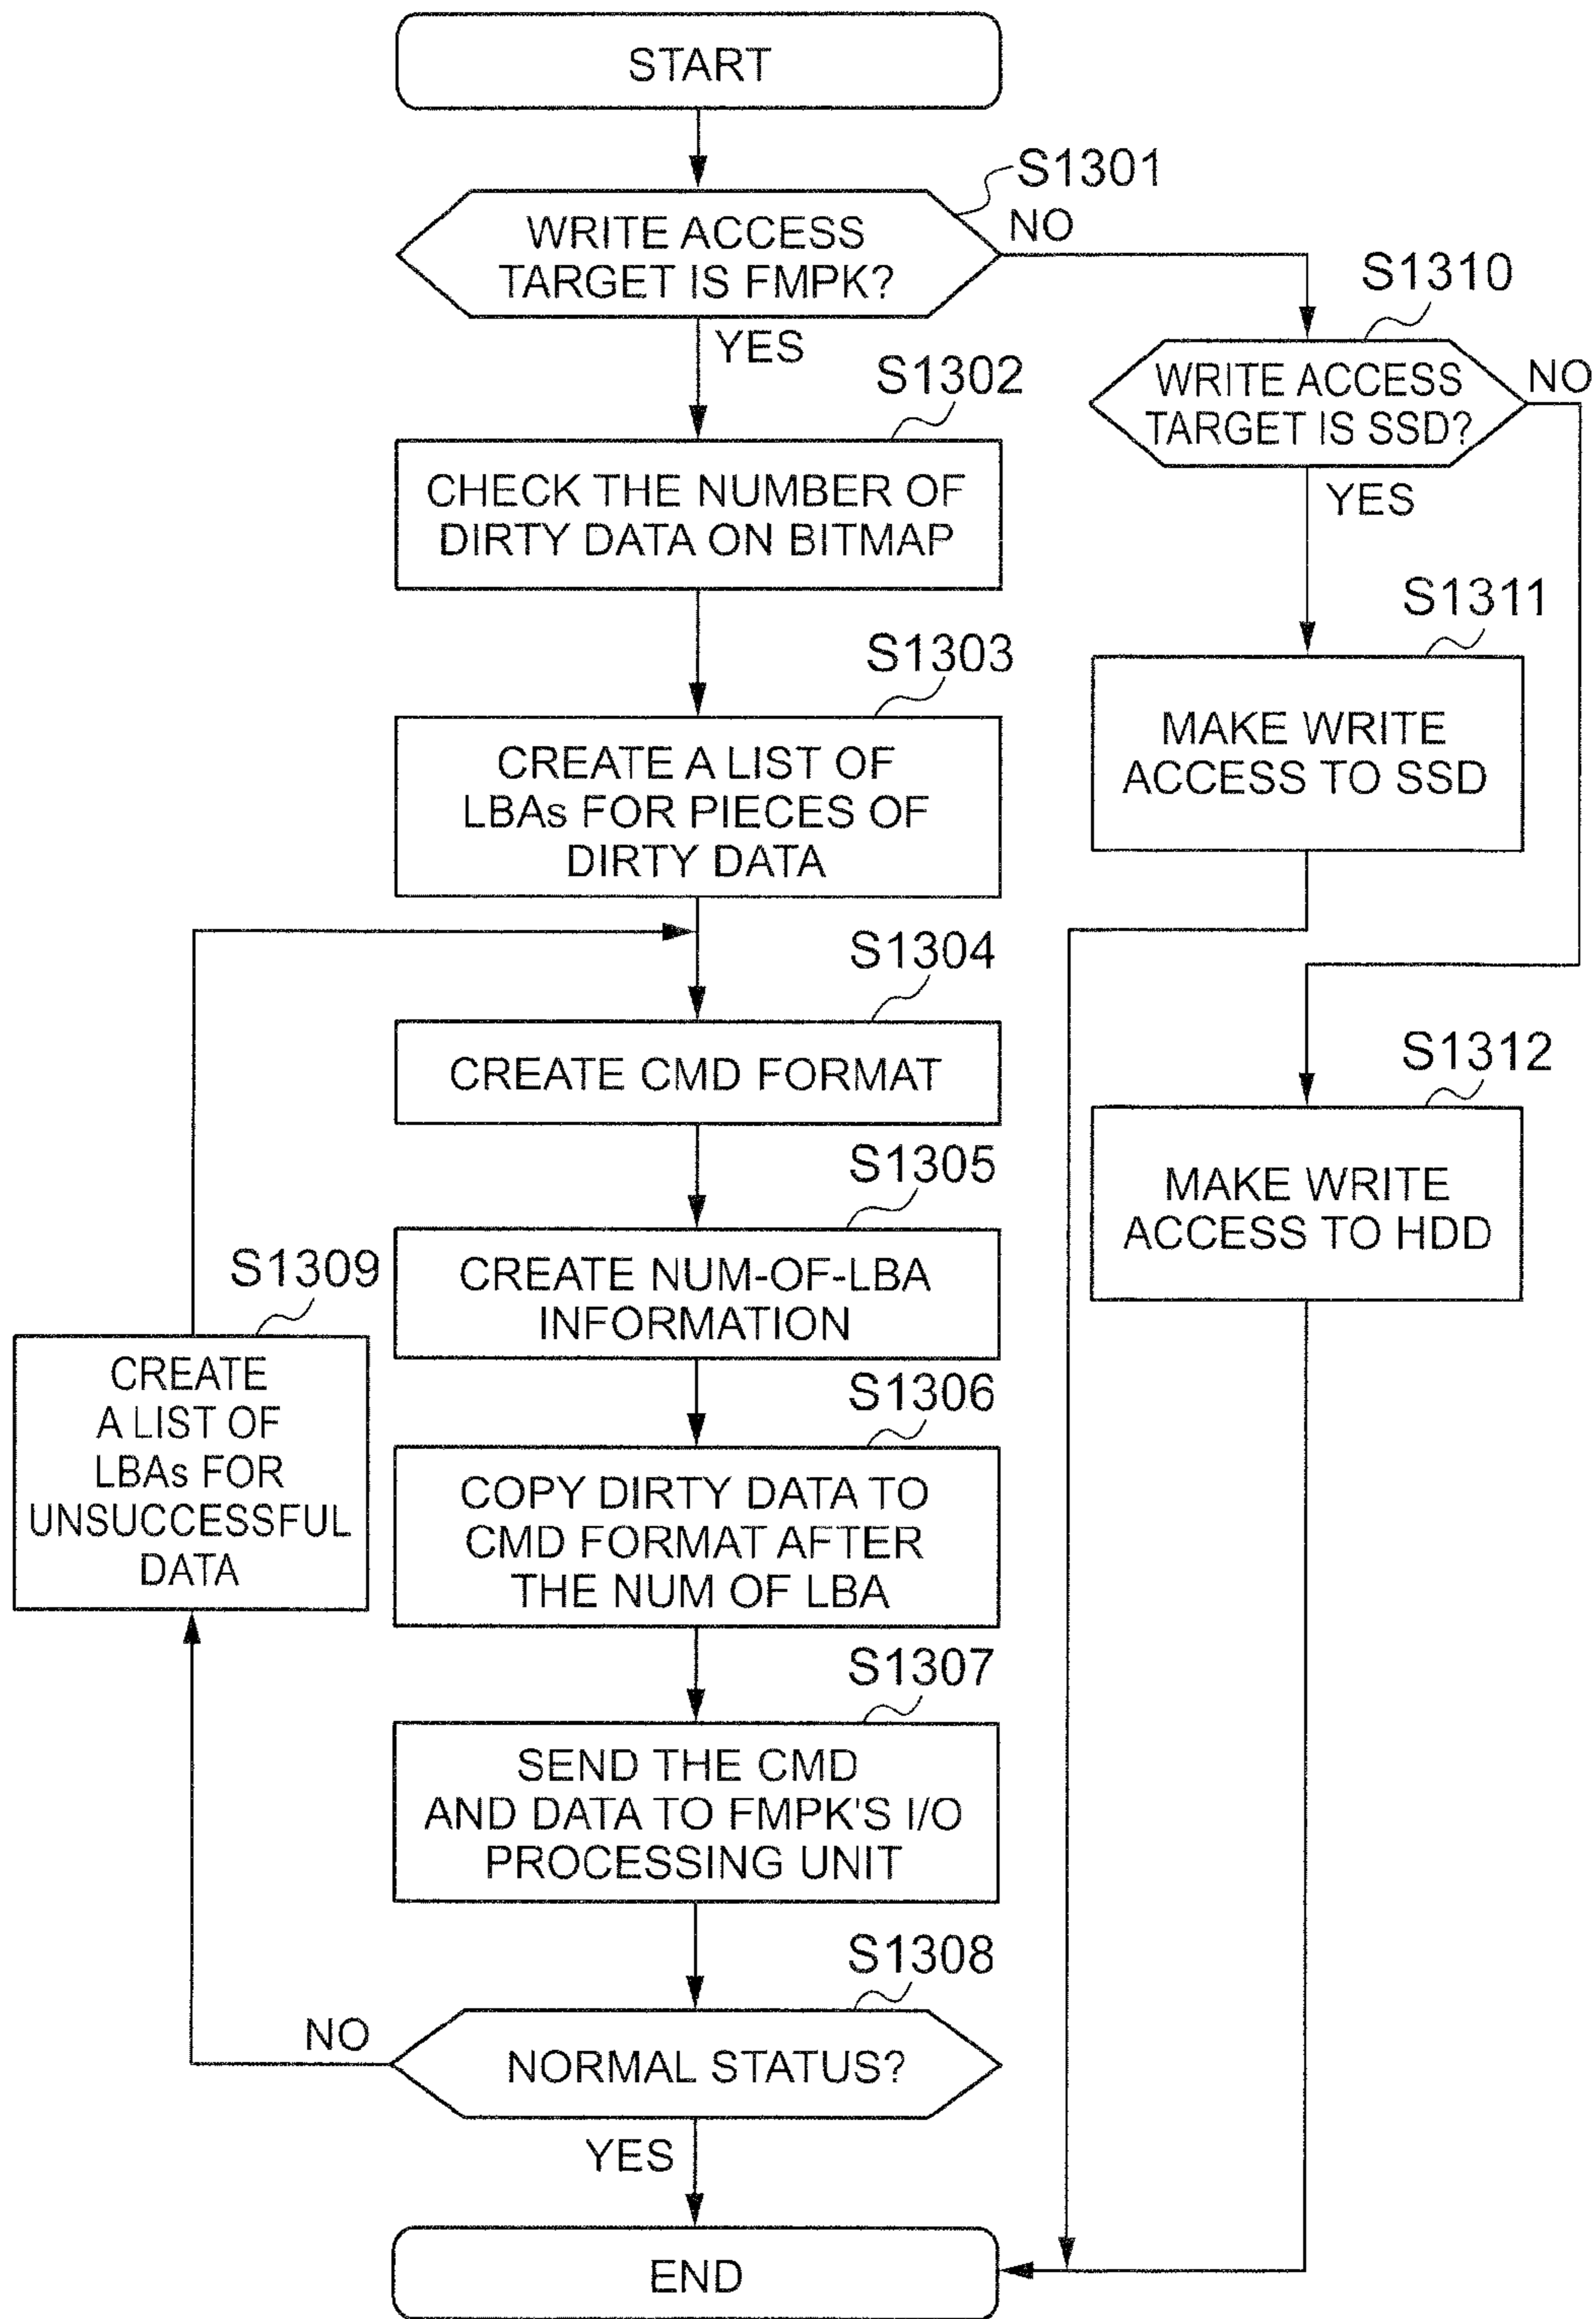 START
S1301
WRITE ACCESS
TARGET IS FMPK?
NO
YES
S1310
WRITE ACCESS
TARGET IS SSD?
NO
YES
S1302
CHECK THE NUMBER OF
DIRTY DATA ON BITMAP
S1311
MAKE WRITE
ACCESS TO SSD
S1303
CREATE A LIST OF
LBAs FOR PIECES OF
DIRTY DATA
S1304
CREATE CMD FORMAT
S1312
MAKE WRITE
ACCESS TO HDD
S1305
CREATE NUM-OF-LBA
INFORMATION
S1309
CREATE
A LIST OF
LBAs FOR
UNSUCCESSFUL
DATA
S1306
COPY DIRTY DATA TO
CMD FORMAT AFTER
THE NUM OF LBA
S1307
SEND THE CMD
AND DATA TO FMPK'S I/O
PROCESSING UNIT
S1308
NORMAL STATUS?
NO
YES
END